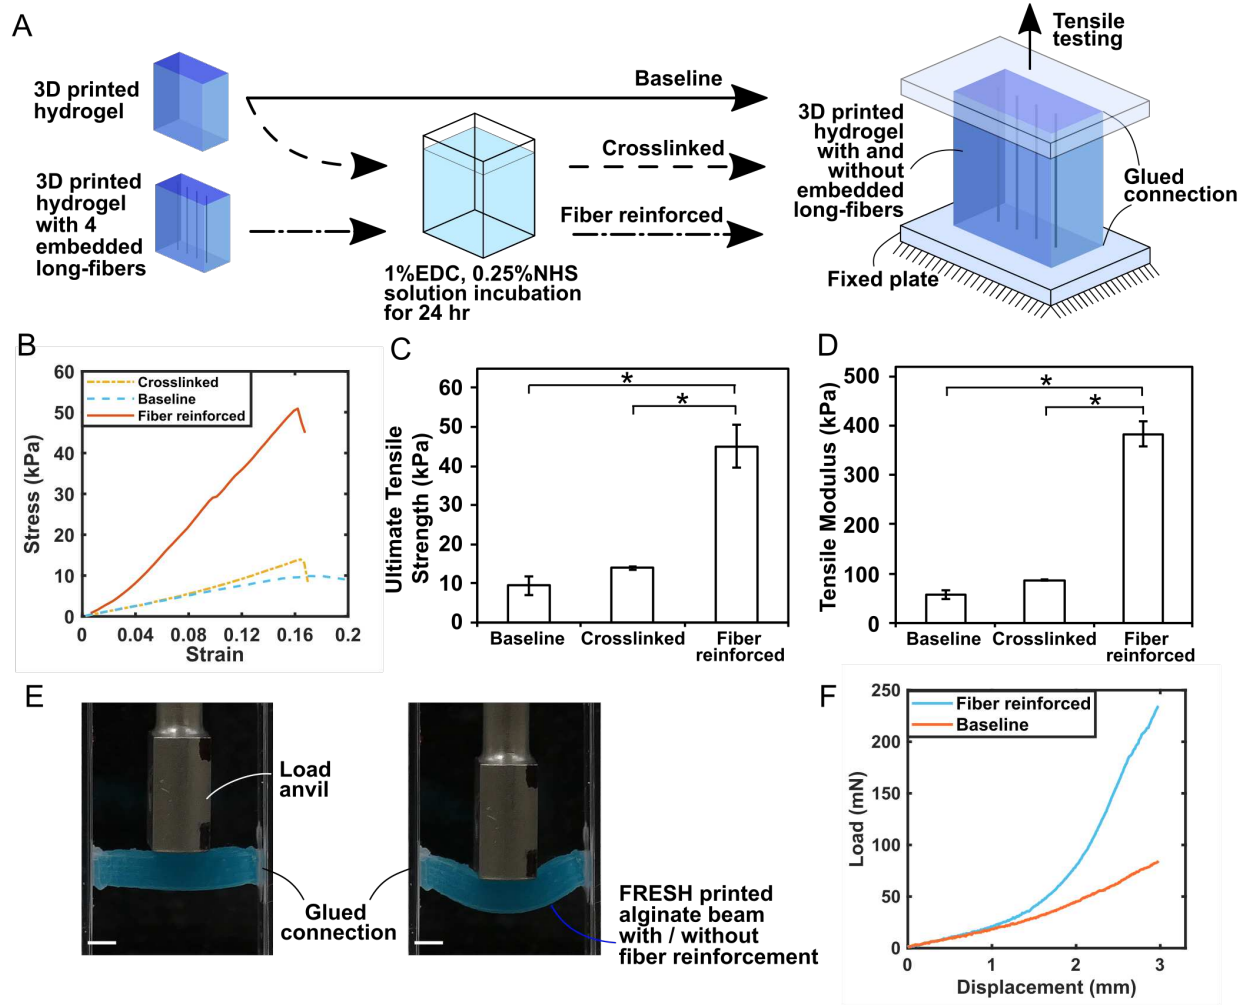 A
3D printed
hydrogel
3D printed
hydrogel
with 4
embedded
long-fibers
Baseline
Crosslinked
Fiber reinforced
1%EDC, 0.25%NHS
solution incubation
for 24 hr
Tensile
testing
3D printed
hydrogel
with and
without
embedded
long-fibers
Glued
connection
Fixed plate
B
Stress (kPa)
60
50
40
30
20
10
0
Crosslinked
Baseline
Fiber reinforced
0 0.04 0.08 0.12 0.16 0.2
Strain
C
Ultimate Tensile
Strength (kPa)
60
50
40
30
20
10
0
*
*
Baseline Crosslinked Fiber
reinforced
D
Tensile Modulus (kPa)
500
400
300
200
100
0
*
*
Baseline Crosslinked Fiber
reinforced
E
Load
anvil
Glued
connection
FRESH printed
alginate beam
with / without
fiber reinforcement
F
Load (mN)
250
200
150
100
50
0
Fiber reinforced
Baseline
0 1 2 3
Displacement (mm)